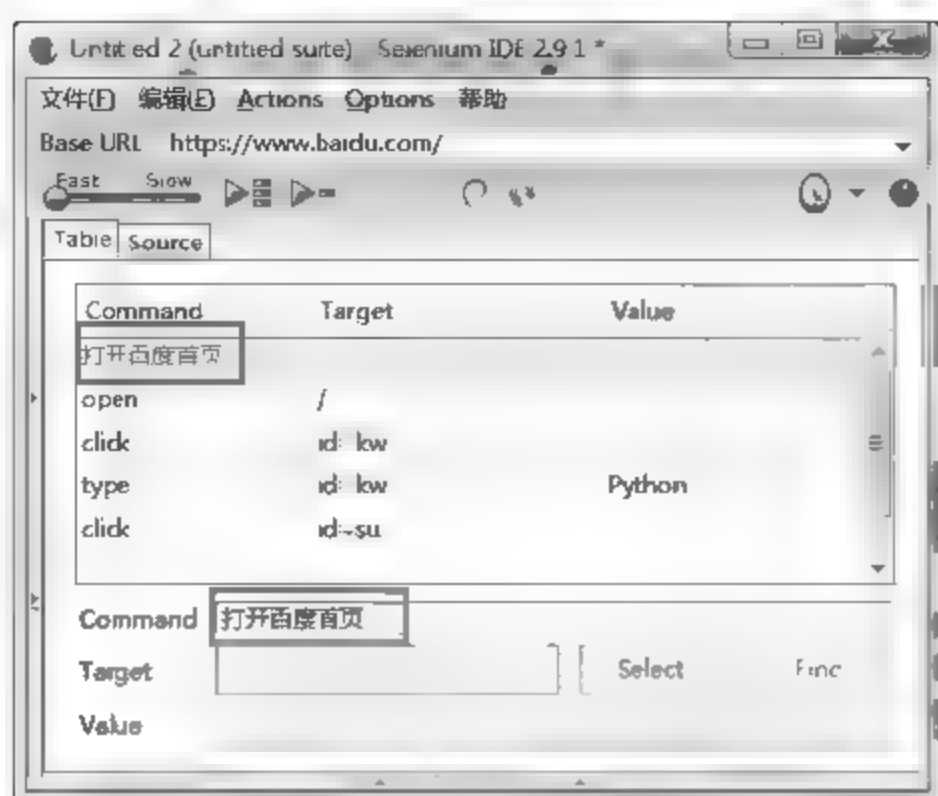 Untitled 2 (untitled suite) - Selenium IDE 2.9.1 *
文件(F) 编辑(E) Actions Options 帮助
Base URL https://www.baidu.com/
Fast Slow
Table Source
Command Target Value
打开百度首页
open /
click id=kw
type id=kw Python
click id=su
Command 打开百度首页
Target Select Find
Value